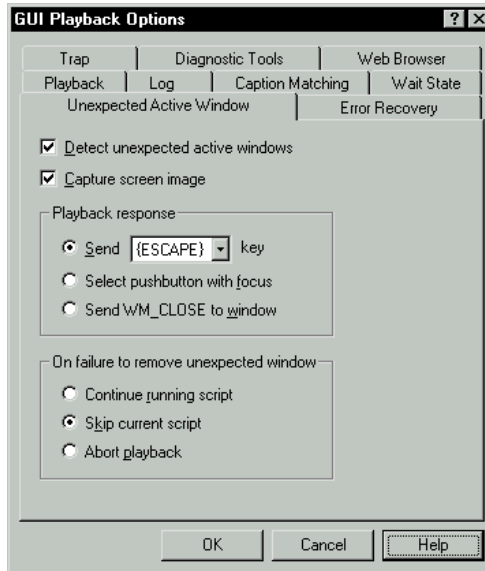 GUI Playback Options
Trap Diagnostic Tools Web Browser
Playback Log Caption Matching Wait State
Unexpected Active Window Error Recovery
Detect unexpected active windows
Capture screen image
Playback response
Send {ESCAPE} key
Select pushbutton with focus
Send WM_CLOSE to window
On failure to remove unexpected window
Continue running script
Skip current script
Abort playback
OK Cancel Help